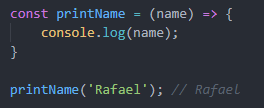 const printName = (name) => {
    console.log(name);
}

printName('Rafael'); // Rafael